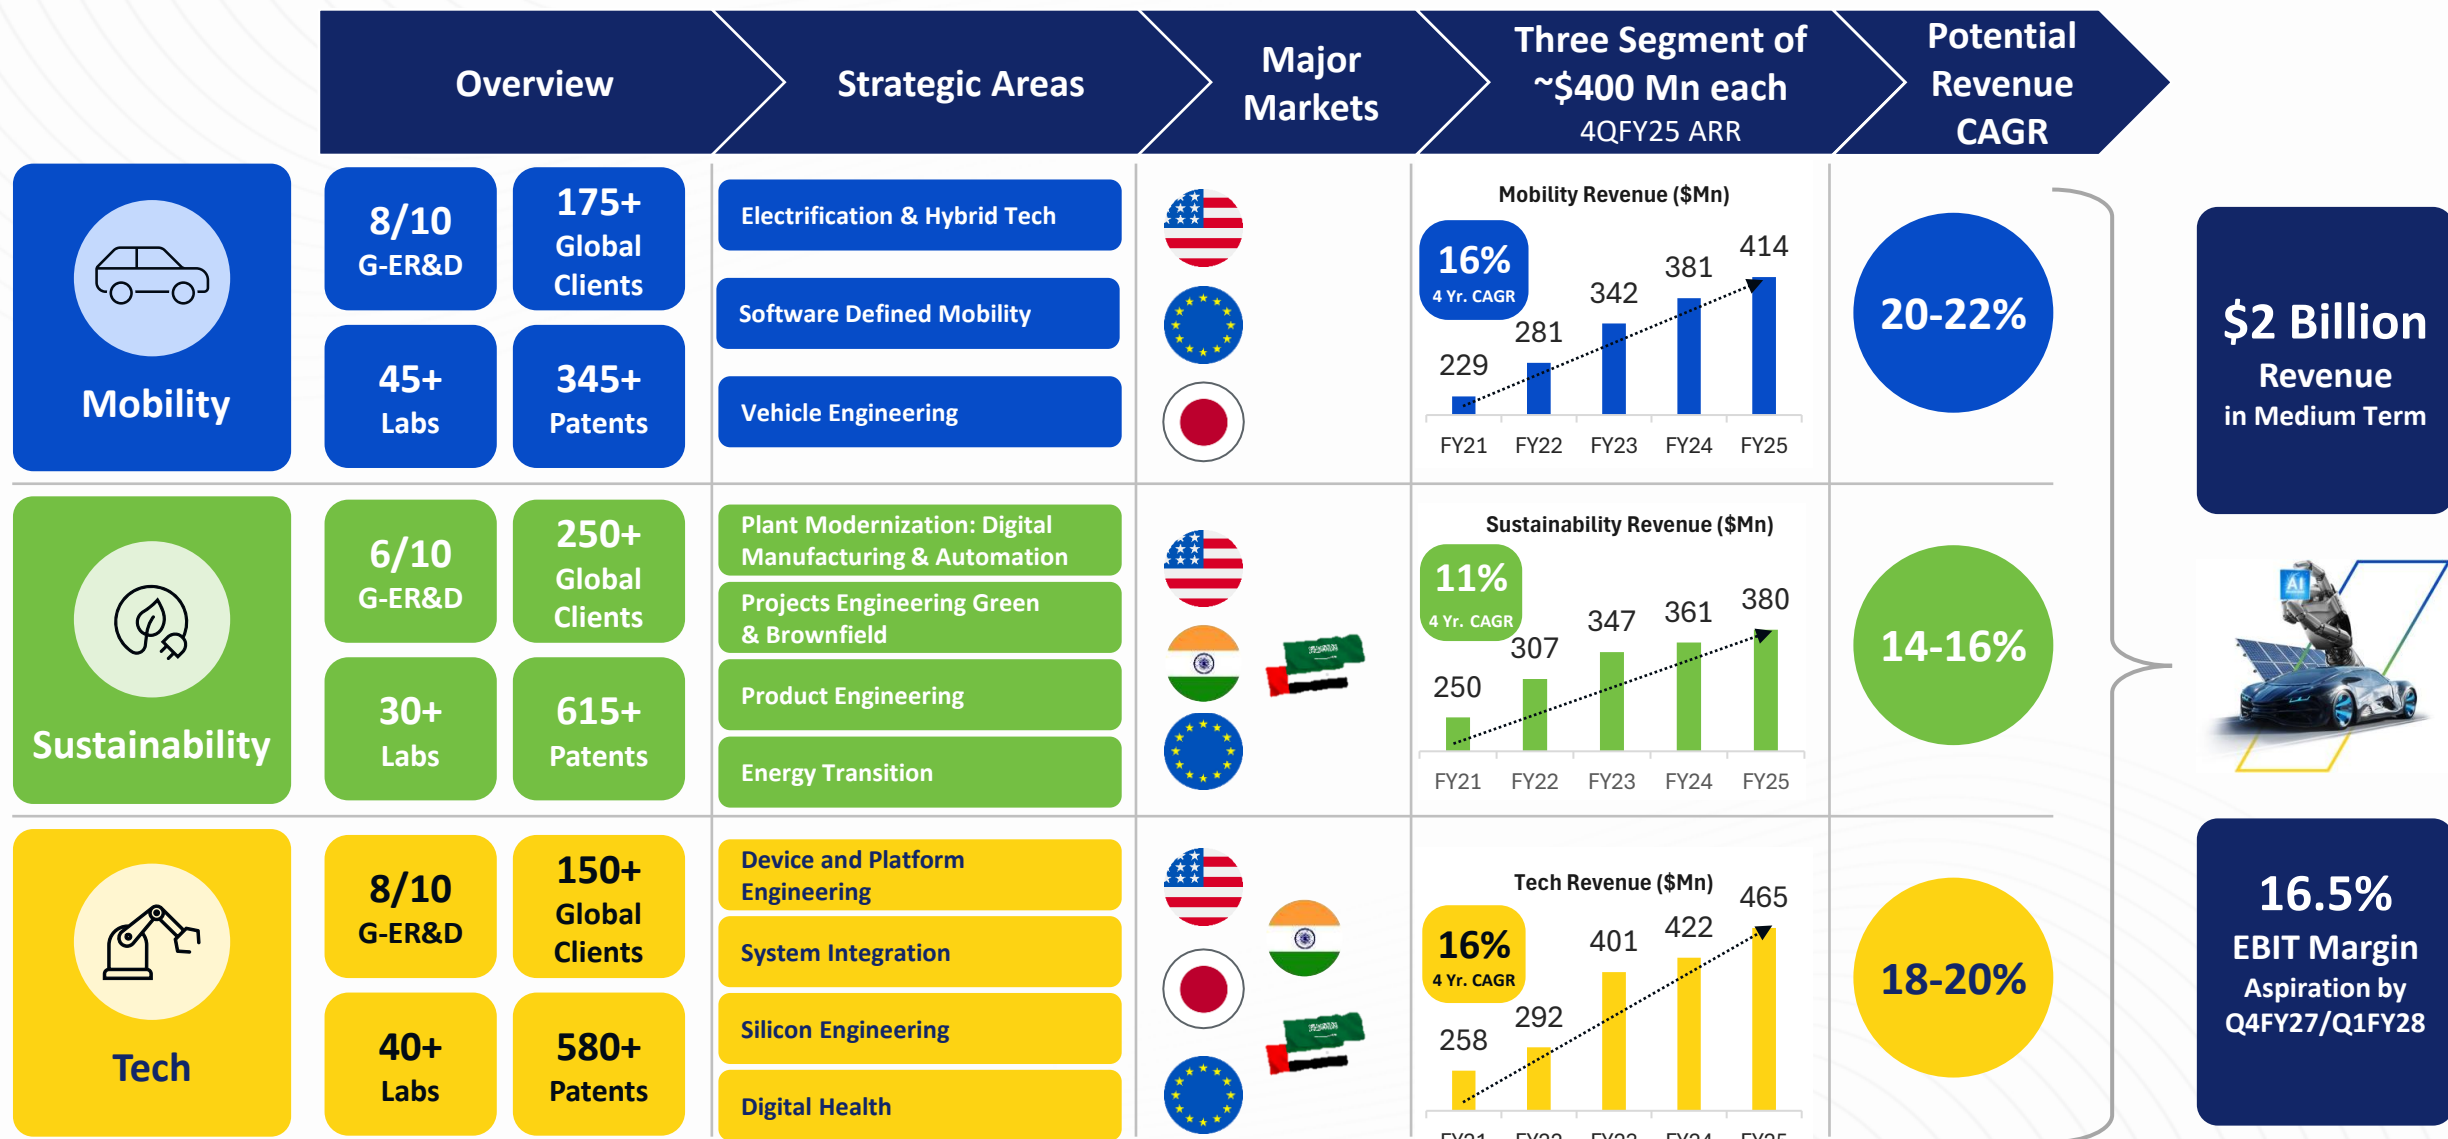 Overview
Strategic Areas
Major
Markets
Three Segment of
~$400 Mn each
4QFY25 ARR
Potential
Revenue
CAGR
Mobility
8/10
G-ER&D
175+
Global
Clients
45+
Labs
345+
Patents
Electrification & Hybrid Tech
Software Defined Mobility
Vehicle Engineering
Mobility Revenue ($Mn)
16%
4 Yr. CAGR
229
281
342
381
414
FY21
FY22
FY23
FY24
FY25
20-22%
Sustainability
6/10
G-ER&D
250+
Global
Clients
30+
Labs
615+
Patents
Plant Modernization: Digital
Manufacturing & Automation
Projects Engineering Green
& Brownfield
Product Engineering
Energy Transition
Sustainability Revenue ($Mn)
11%
4 Yr. CAGR
250
307
347
361
380
FY21
FY22
FY23
FY24
FY25
14-16%
Tech
8/10
G-ER&D
150+
Global
Clients
40+
Labs
580+
Patents
Device and Platform
Engineering
System Integration
Silicon Engineering
Digital Health
Tech Revenue ($Mn)
16%
4 Yr. CAGR
258
292
401
422
465
FY21
FY22
FY23
FY24
FY25
18-20%
$2 Billion
Revenue
in Medium Term
AI
16.5%
EBIT Margin
Aspiration by
Q4FY27/Q1FY28